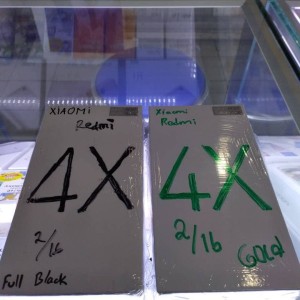 XIAOMI
Redmi
4X
2/16
Full Black
Xiaomi
Redmi
4X
2/16
GOLD